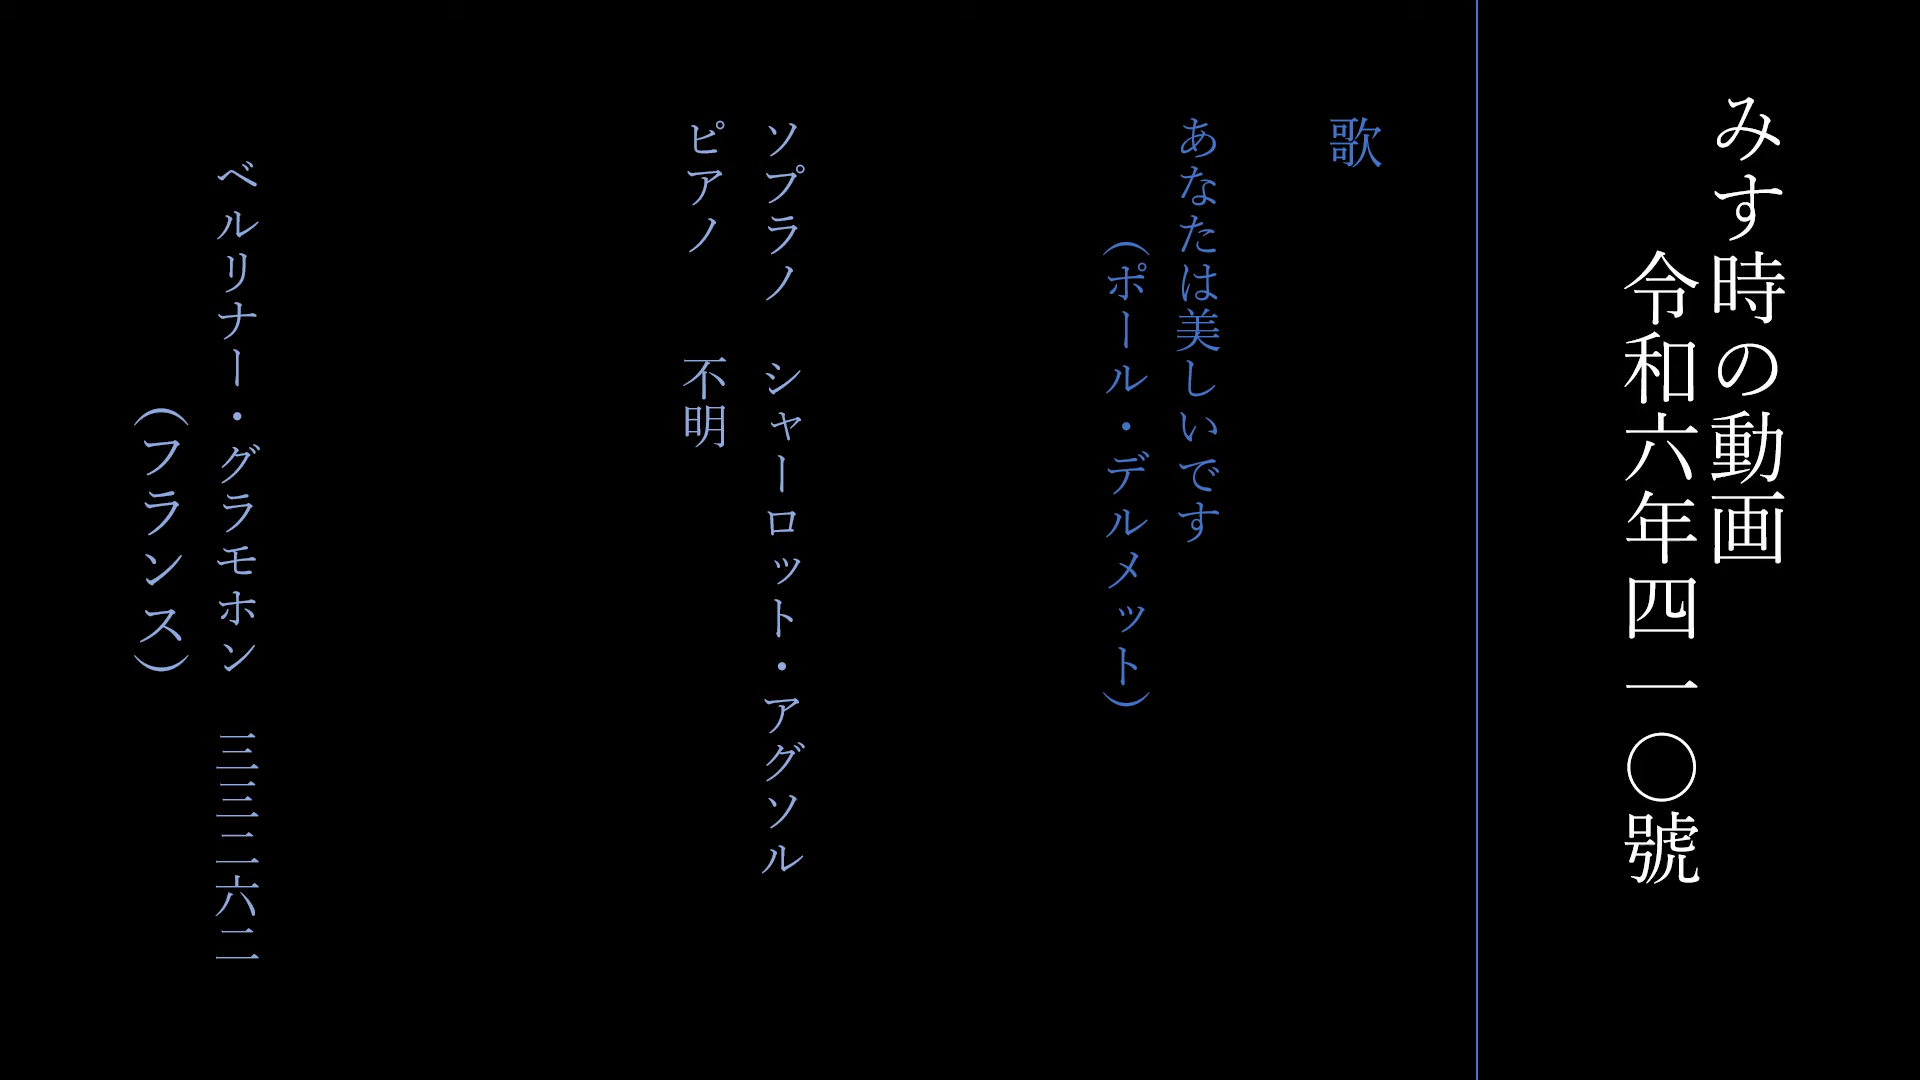 みす時の動画
令和六年四一〇號
歌
あなたは美しいです
（ポール・デルメット）
ソプラノ　シャーロット・アグソル
ピアノ　　不明
ベルリナー・グラモホン　三三二六二
（フランス）